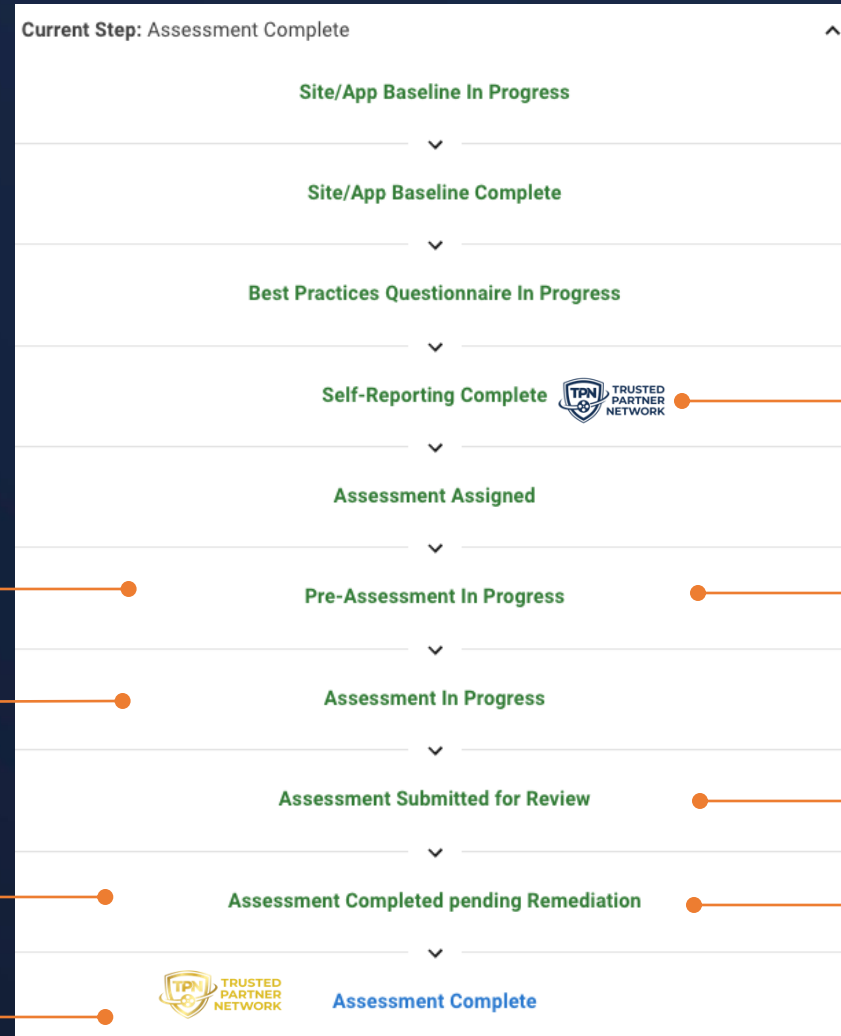 Current Step: Assessment Complete
Site/App Baseline In Progress
Site/App Baseline Complete
Best Practices Questionnaire In Progress
Self-Reporting Complete
TPN
TRUSTED
PARTNER
NETWORK
Assessment Assigned
Pre-Assessment In Progress
Assessment In Progress
Assessment Submitted for Review
Assessment Completed pending Remediation
TPN
TRUSTED
PARTNER
NETWORK
Assessment Complete